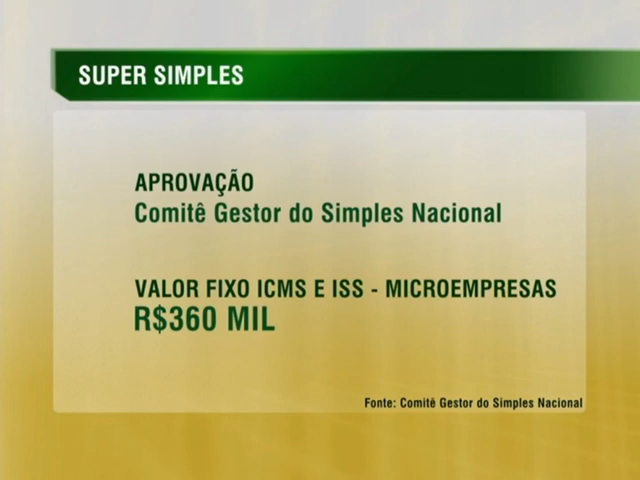 SUPER SIMPLES
APROVAÇÃO
Comitê Gestor do Simples Nacional
VALOR FIXO ICMS E ISS - MICROEMPRESAS
R$360 MIL
Fonte: Comitê Gestor do Simples Nacional